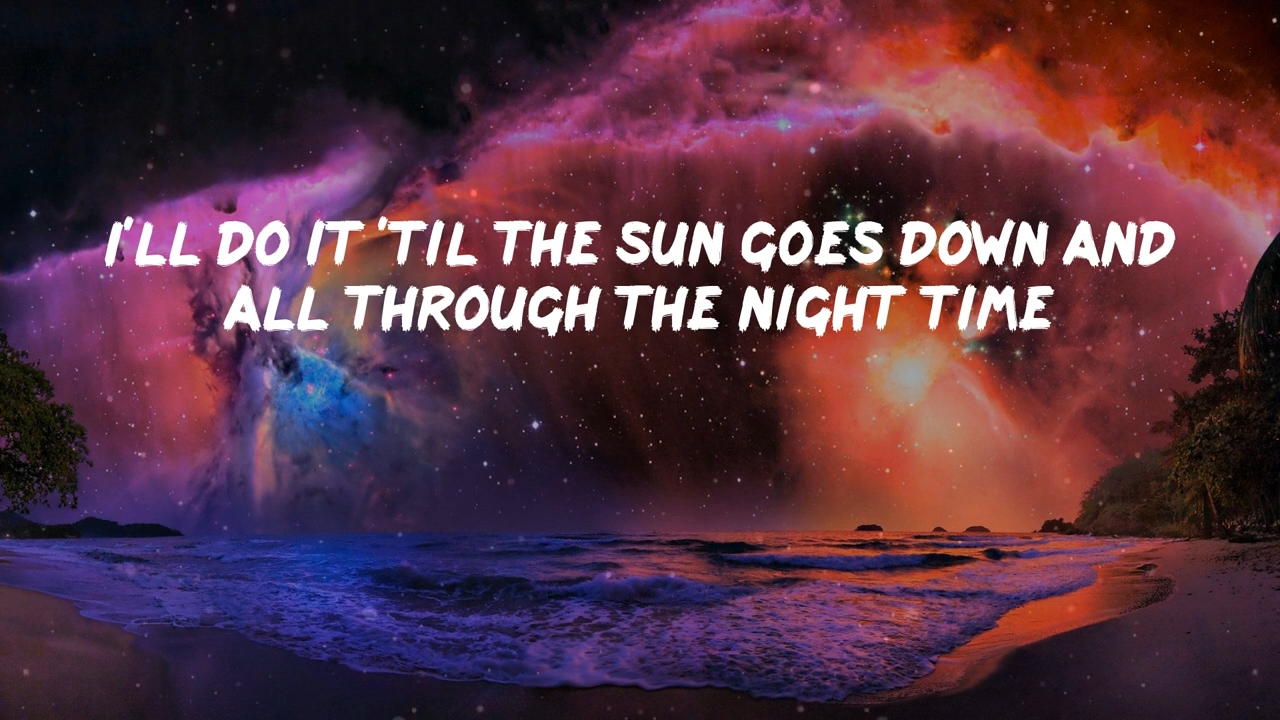 I'LL DO IT 'TIL THE SUN GOES DOWN AND
ALL THROUGH THE NIGHT TIME